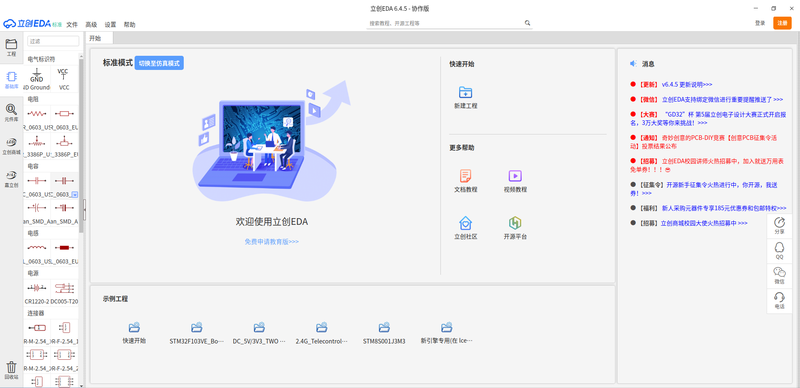 立创EDA 6.4.5 - 协作版
立创EDA 标准 文件 高级 设置 帮助
搜索教程、开源工程等
登录 注册
工程
基础库
元件库
立创商城
嘉立创
回收站
过滤
开始
电气标识符
GND VCC
ND Ground VCC
电阻
R_0603_US R_0603_EU
R_3386P_U R_3386P_EU
电容
C_0603_US C_0603_EU
an_SMD_A an_SMD_A
电感
L_0603_US L_0603_EU
电源
CR1220-2 DC005-T20
连接器
R-M-2.54_ R-F-2.54_1
R-M-2.54_ R-F-2.54_2
标准模式 切换至仿真模式
欢迎使用立创EDA
免费申请教育版>>>
快速开始
新建工程
更多帮助
文档教程 视频教程
立创社区 开源平台
示例工程
快速开始
STM32F103VE_Bo···
DC_5V/3V3_TWO ···
2.4G_Telecontrol···
STM8S001J3M3
新引擎专用(在 Ice···
消息
【更新】v6.4.5 更新说明>>>
【微信】立创EDA支持绑定微信进行重要提醒推送了 >>>
【大赛】“GD32”杯 第5届立创电子设计大赛正式开启报
名，3万大奖等你来挑战！>>>
【通知】奇妙创意的PCB-DIY竞赛【创意PCB征集令活
动】投票结果公布
【招募】立创EDA校园讲师火热招募中，加入就送万用表
免单费！！！
【征集令】开源新手征集令火热进行中，你开源，我送
券！>>>
【福利】新人采购元器件专享185元优惠券和包邮特权>>>
【招募】立创商城校园大使火热招募中 >>>
分享
QQ
微信
电话